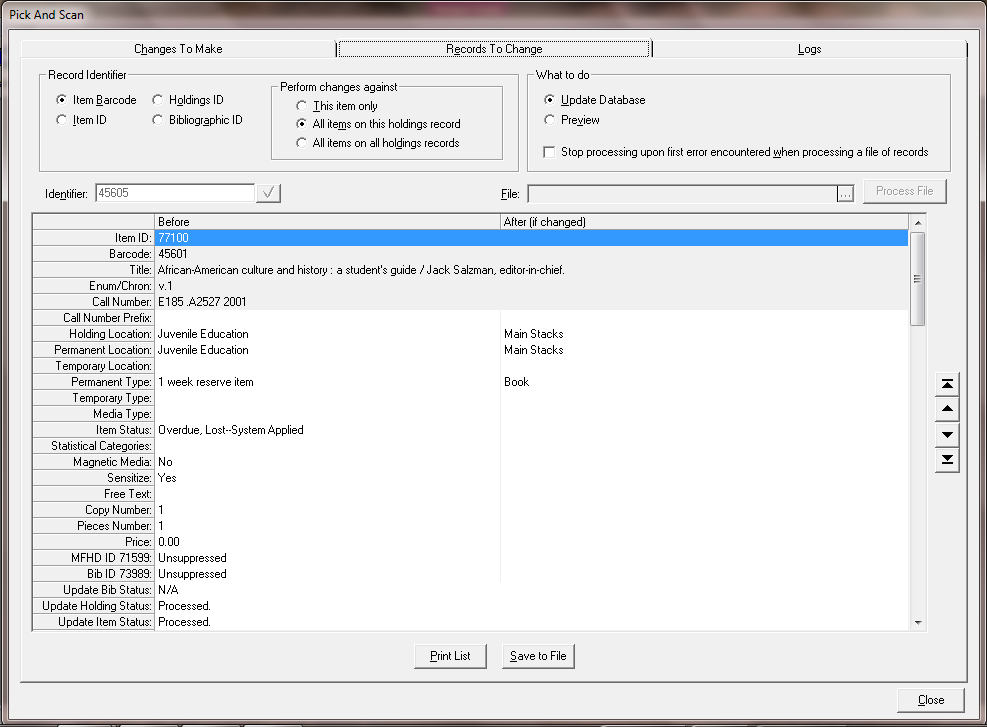 Pick And Scan
Changes To Make Records To Change Logs
Record Identifier
Item Barcode Holdings ID
Item ID Bibliographic ID
Perform changes against
This item only
All items on this holdings record
All items on all holdings records
What to do
Update Database
Preview
Stop processing upon first error encountered when processing a file of records
Identifier: 45605 File: ... Process File
Before After (if changed)
Item ID: 77100
Barcode: 45601
Title: African-American culture and history : a student's guide / Jack Salzman, editor-in-chief.
Enum/Chron: v.1
Call Number: E185 .A2527 2001
Call Number Prefix:
Holding Location: Juvenile Education Main Stacks
Permanent Location: Juvenile Education Main Stacks
Temporary Location:
Permanent Type: 1 week reserve item Book
Temporary Type:
Media Type:
Item Status: Overdue, Lost--System Applied
Statistical Categories:
Magnetic Media: No
Sensitize: Yes
Free Text:
Copy Number: 1
Pieces Number: 1
Price: 0.00
MFHD ID 71599: Unsuppressed
Bib ID 73989: Unsuppressed
Update Bib Status: N/A
Update Holding Status: Processed.
Update Item Status: Processed.
Print List Save to File
Close